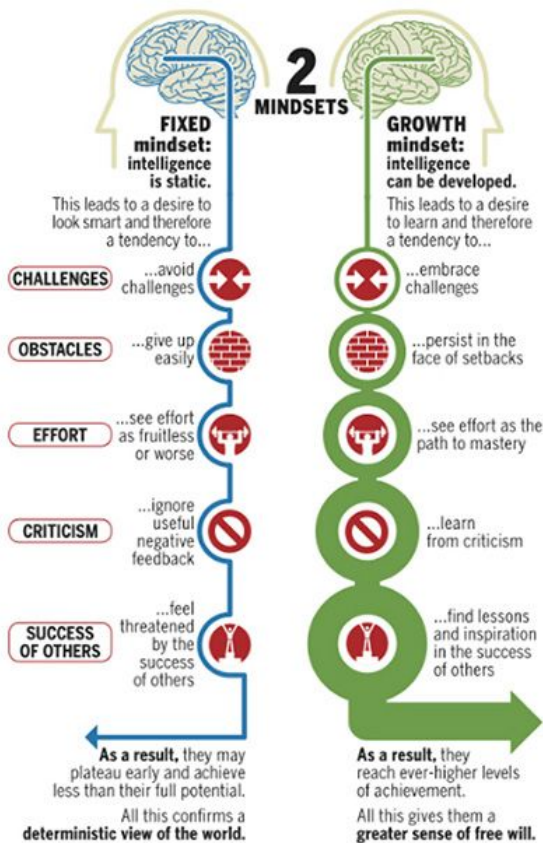 2
MINDSETS
FIXED
mindset:
intelligence
is static.
This leads to a desire to
look smart and therefore
a tendency to...
GROWTH
mindset:
intelligence
can be developed.
This leads to a desire
to learn and therefore
a tendency to...
CHALLENGES
...avoid
challenges
...embrace
challenges
OBSTACLES
...give up
easily
...persist in the
face of setbacks
EFFORT
...see effort
as fruitless
or worse
...see effort as the
path to mastery
CRITICISM
...ignore
useful
negative
feedback
...learn
from criticism
SUCCESS
OF OTHERS
...feel
threatened
by the
success
of others
...find lessons
and inspiration
in the success
of others
As a result, they may
plateau early and achieve
less than their full potential.
All this confirms a
deterministic view of the world.
As a result, they
reach ever-higher levels
of achievement.
All this gives them a
greater sense of free will.